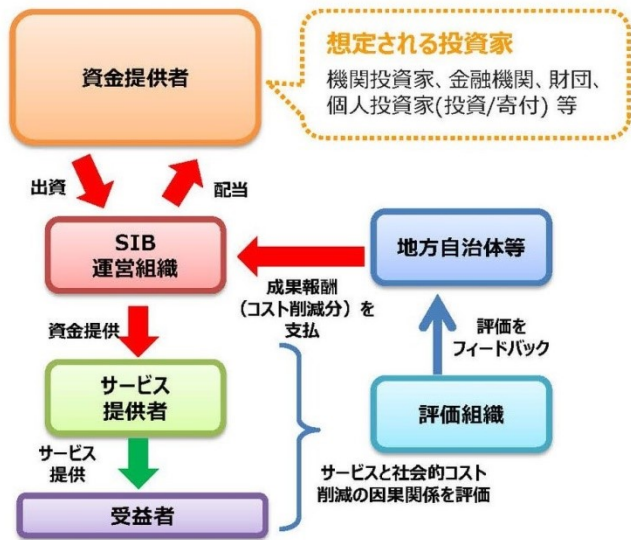 資金提供者
想定される投資家
機関投資家、金融機関、財団、
個人投資家(投資/寄付) 等
出資
配当
SIB
運営組織
地方自治体等
成果報酬
（コスト削減分）を
支払
資金提供
評価を
フィードバック
サービス
提供者
評価組織
サービス
提供
サービスと社会的コスト
削減の因果関係を評価
受益者